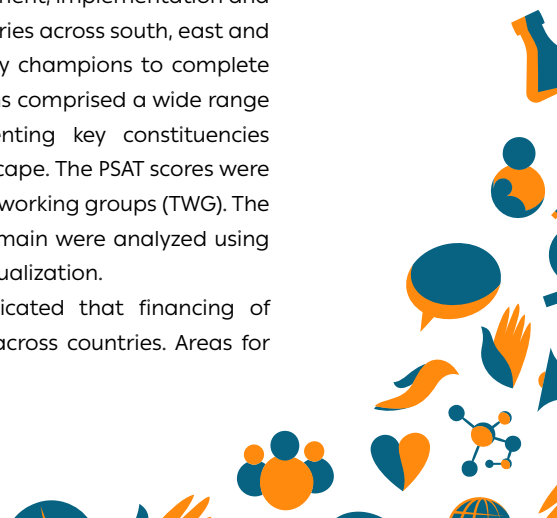 ries across south, east and
y champions to complete
s comprised a wide range
nting key constituencies
cape. The PSAT scores were
working groups (TWG). The
main were analyzed using
ualization.
icated that financing of
across countries. Areas for